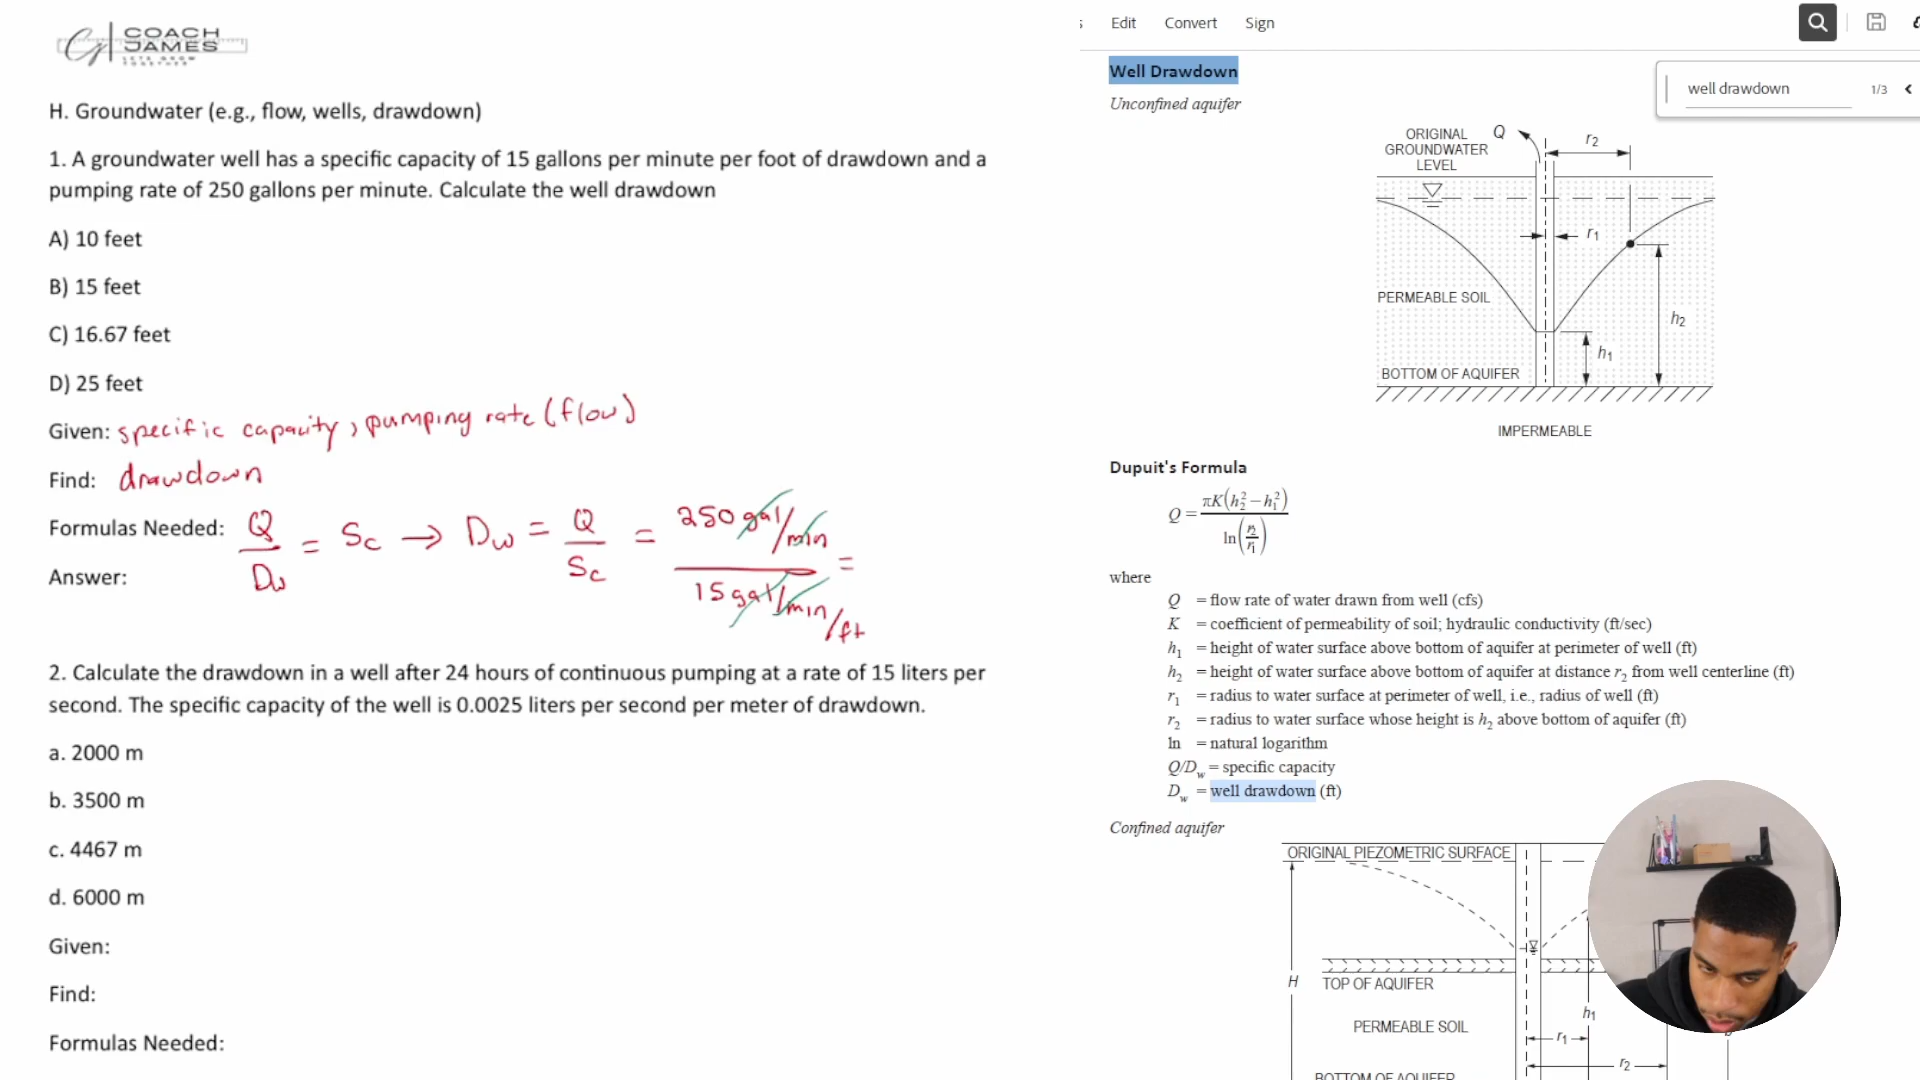 COACH
JAMES
LETS GROW
TOGETHER
H. Groundwater (e.g., flow, wells, drawdown)
1. A groundwater well has a specific capacity of 15 gallons per minute per foot of drawdown and a
pumping rate of 250 gallons per minute. Calculate the well drawdown
A) 10 feet
B) 15 feet
C) 16.67 feet
D) 25 feet
Given: specific capacity, pumping rate (flow)
Find: drawdown
Formulas Needed: Q/Dw = Sc → Dw = Q/Sc = 250 gal/min / 15 gal/min/ft =
Answer:
2. Calculate the drawdown in a well after 24 hours of continuous pumping at a rate of 15 liters per
second. The specific capacity of the well is 0.0025 liters per second per meter of drawdown.
a. 2000 m
b. 3500 m
c. 4467 m
d. 6000 m
Given:
Find:
Formulas Needed:
Edit Convert Sign
well drawdown 1/3
Well Drawdown
Unconfined aquifer
ORIGINAL
GROUNDWATER
LEVEL
Q
r2
r1
PERMEABLE SOIL
h2
h1
BOTTOM OF AQUIFER
IMPERMEABLE
Dupuit's Formula
Q = πK(h2² − h1²) / ln(r2/r1)
where
Q = flow rate of water drawn from well (cfs)
K = coefficient of permeability of soil; hydraulic conductivity (ft/sec)
h1 = height of water surface above bottom of aquifer at perimeter of well (ft)
h2 = height of water surface above bottom of aquifer at distance r2 from well centerline (ft)
r1 = radius to water surface at perimeter of well, i.e., radius of well (ft)
r2 = radius to water surface whose height is h2 above bottom of aquifer (ft)
ln = natural logarithm
Q/Dw = specific capacity
Dw = well drawdown (ft)
Confined aquifer
ORIGINAL PIEZOMETRIC SURFACE
H
TOP OF AQUIFER
h1
PERMEABLE SOIL
r1
r2
BOTTOM OF AQUIFER